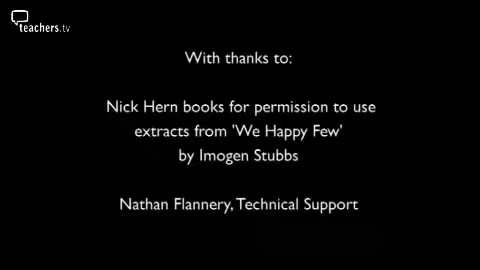 teachers.tv
With thanks to:
Nick Hern books for permission to use
extracts from 'We Happy Few'
by Imogen Stubbs
Nathan Flannery, Technical Support